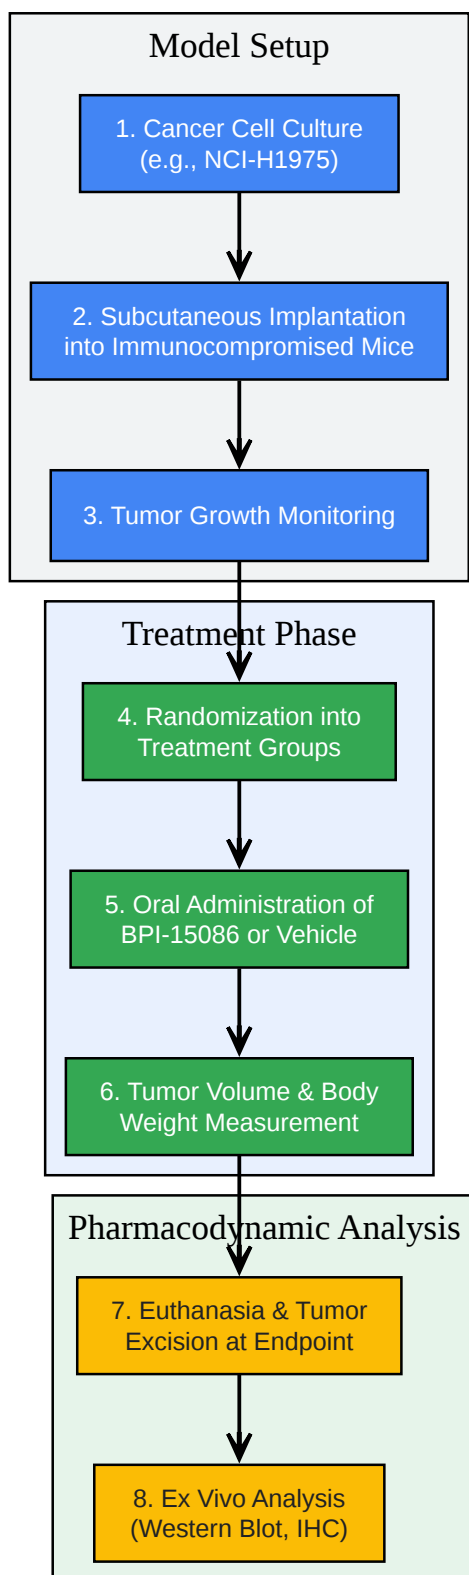 Model Setup
1. Cancer Cell Culture
(e.g., NCI-H1975)
2. Subcutaneous Implantation
into Immunocompromised Mice
3. Tumor Growth Monitoring
Treatment Phase
4. Randomization into
Treatment Groups
5. Oral Administration of
BPI-15086 or Vehicle
6. Tumor Volume & Body
Weight Measurement
Pharmacodynamic Analysis
7. Euthanasia & Tumor
Excision at Endpoint
8. Ex Vivo Analysis
(Western Blot, IHC)